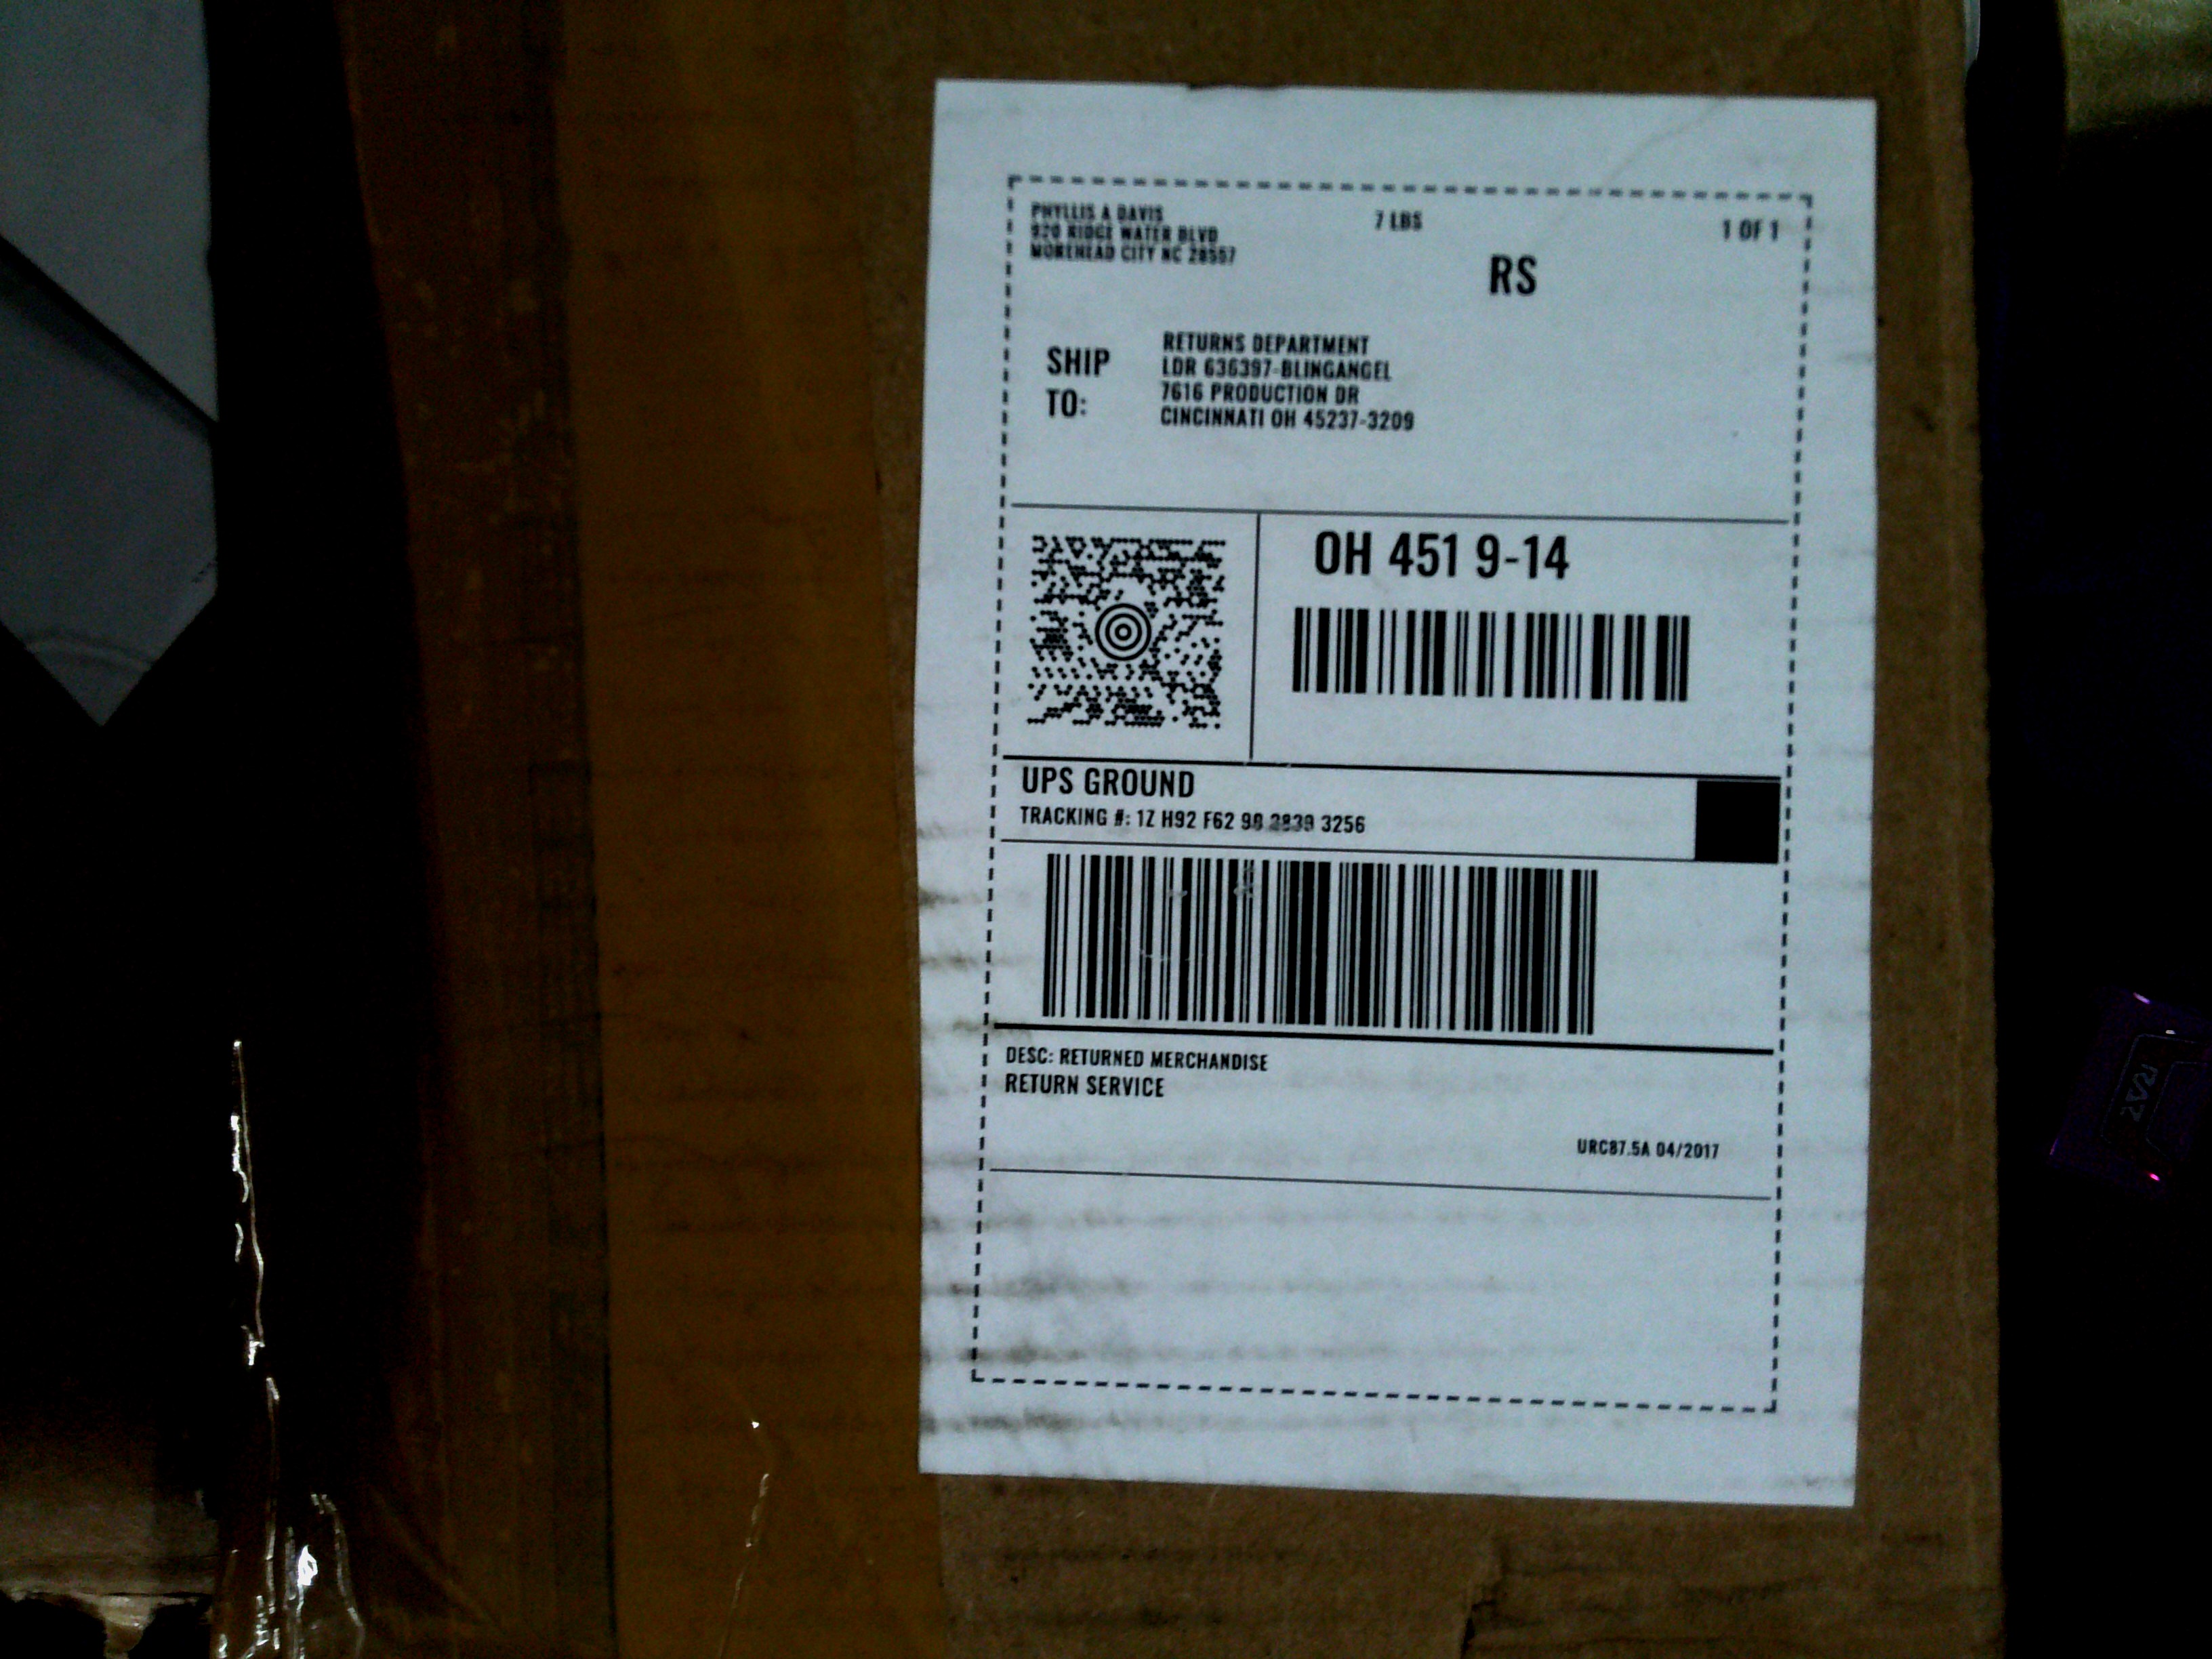 PHYLLIS A DAVIS
920 RIDGE WATER BLVD
MOREHEAD CITY NC 28557
7 LBS
1 OF 1
RS
SHIP TO:
RETURNS DEPARTMENT
LDR 636397-BLINGANGEL
7616 PRODUCTION DR
CINCINNATI OH 45237-3209
OH 451 9-14
UPS GROUND
TRACKING #: 1Z H92 F62 90 2839 3256
DESC: RETURNED MERCHANDISE
RETURN SERVICE
URC87.5A 04/2017